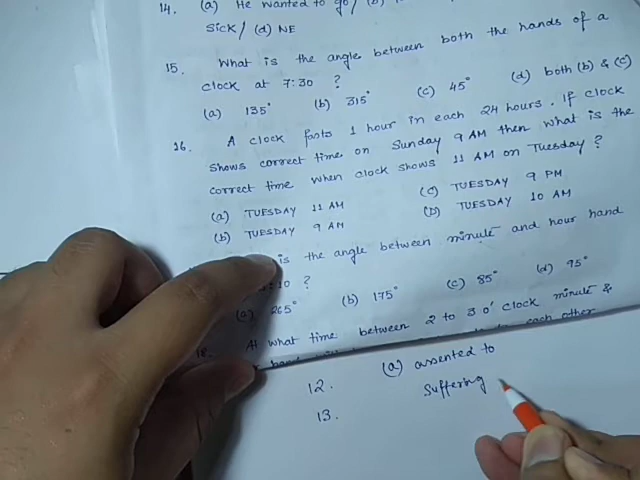 14. (a) He wanted to go/ (b)
Sick/ (d) NE
15. What is the angle between both the hands of a
clock at 7:30 ?
(a) 135° (b) 315° (c) 45° (d) both (b) & (c)
16. A clock fasts 1 hour in each 24 hours. If clock
shows correct time on Sunday 9 AM then what is the
correct time when clock shows 11 AM on Tuesday ?
(a) TUESDAY 11 AM (c) TUESDAY 9 PM
(b) TUESDAY 9 AM (D) TUESDAY 10 AM
is the angle between minute and hour hand
:10 ?
(a) 265° (b) 175° (c) 85° (d) 95°
18. At what time between 2 to 3 0' clock minute &
to each other
12. (a) assented to
13. Suffering